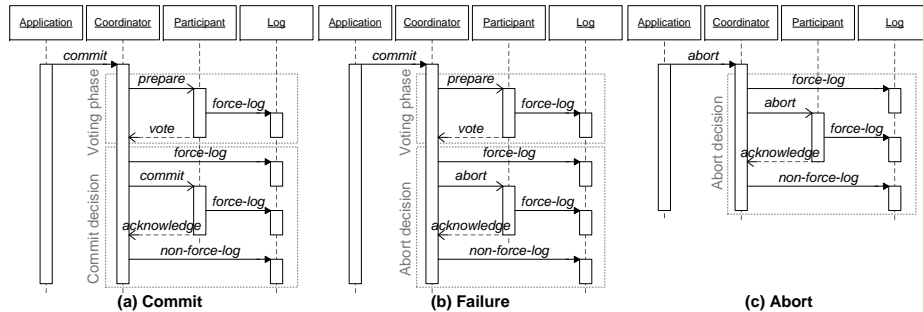 Application Coordinator Participant Log
commit
prepare
force-log
vote
Voting phase
force-log
commit
force-log
acknowledge
non-force-log
Commit decision
(a) Commit
Application Coordinator Participant Log
commit
prepare
force-log
vote
Voting phase
force-log
abort
force-log
acknowledge
non-force-log
Abort decision
(b) Failure
Application Coordinator Participant Log
abort
force-log
abort
force-log
acknowledge
non-force-log
Abort decision
(c) Abort